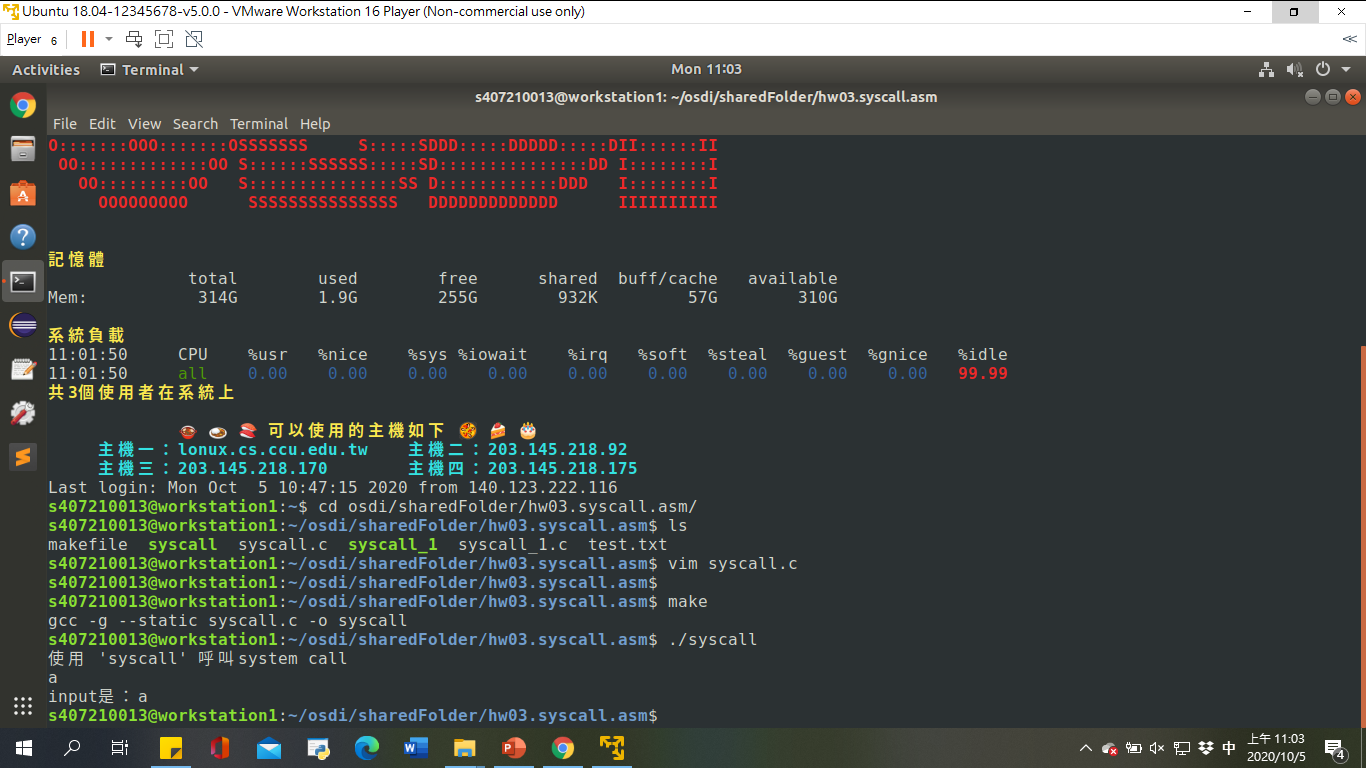 Ubuntu 18.04-12345678-v5.0.0 - VMware Workstation 16 Player (Non-commercial use only)
Player 6
Activities Terminal Mon 11:03
s407210013@workstation1: ~/osdi/sharedFolder/hw03.syscall.asm
File Edit View Search Terminal Help
O:::::::OOO:::::::OSSSSSSS     S:::::SDDD:::::DDDDD:::::DII::::::II
 OO:::::::::::::OO S::::::SSSSSS:::::SD:::::::::::::::DD I::::::::I
   OO:::::::::OO   S:::::::::::::::SS D::::::::::::DDD   I::::::::I
     OOOOOOOOO      SSSSSSSSSSSSSSS   DDDDDDDDDDDDD      IIIIIIIIII
記憶體
total used free shared buff/cache available
Mem: 314G 1.9G 255G 932K 57G 310G
系統負載
11:01:50 CPU %usr %nice %sys %iowait %irq %soft %steal %guest %gnice %idle
11:01:50 all 0.00 0.00 0.00 0.00 0.00 0.00 0.00 0.00 0.00 99.99
共3個使用者在系統上
可以使用的主機如下
主機一：lonux.cs.ccu.edu.tw 主機二：203.145.218.92
主機三：203.145.218.170 主機四：203.145.218.175
Last login: Mon Oct  5 10:47:15 2020 from 140.123.222.116
s407210013@workstation1:~$ cd osdi/sharedFolder/hw03.syscall.asm/
s407210013@workstation1:~/osdi/sharedFolder/hw03.syscall.asm$ ls
makefile syscall syscall.c syscall_1 syscall_1.c test.txt
s407210013@workstation1:~/osdi/sharedFolder/hw03.syscall.asm$ vim syscall.c
s407210013@workstation1:~/osdi/sharedFolder/hw03.syscall.asm$
s407210013@workstation1:~/osdi/sharedFolder/hw03.syscall.asm$ make
gcc -g --static syscall.c -o syscall
s407210013@workstation1:~/osdi/sharedFolder/hw03.syscall.asm$ ./syscall
使用 'syscall' 呼叫system call
a
input是：a
s407210013@workstation1:~/osdi/sharedFolder/hw03.syscall.asm$
中 上午 11:03
2020/10/5
4